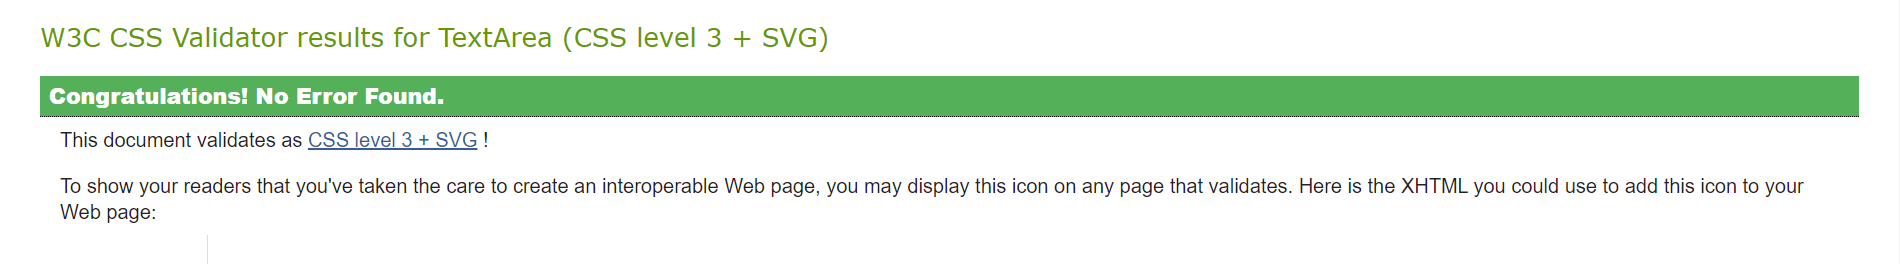 W3C CSS Validator results for TextArea (CSS level 3 + SVG)
Congratulations! No Error Found.
This document validates as CSS level 3 + SVG !
To show your readers that you've taken the care to create an interoperable Web page, you may display this icon on any page that validates. Here is the XHTML you could use to add this icon to your
Web page: